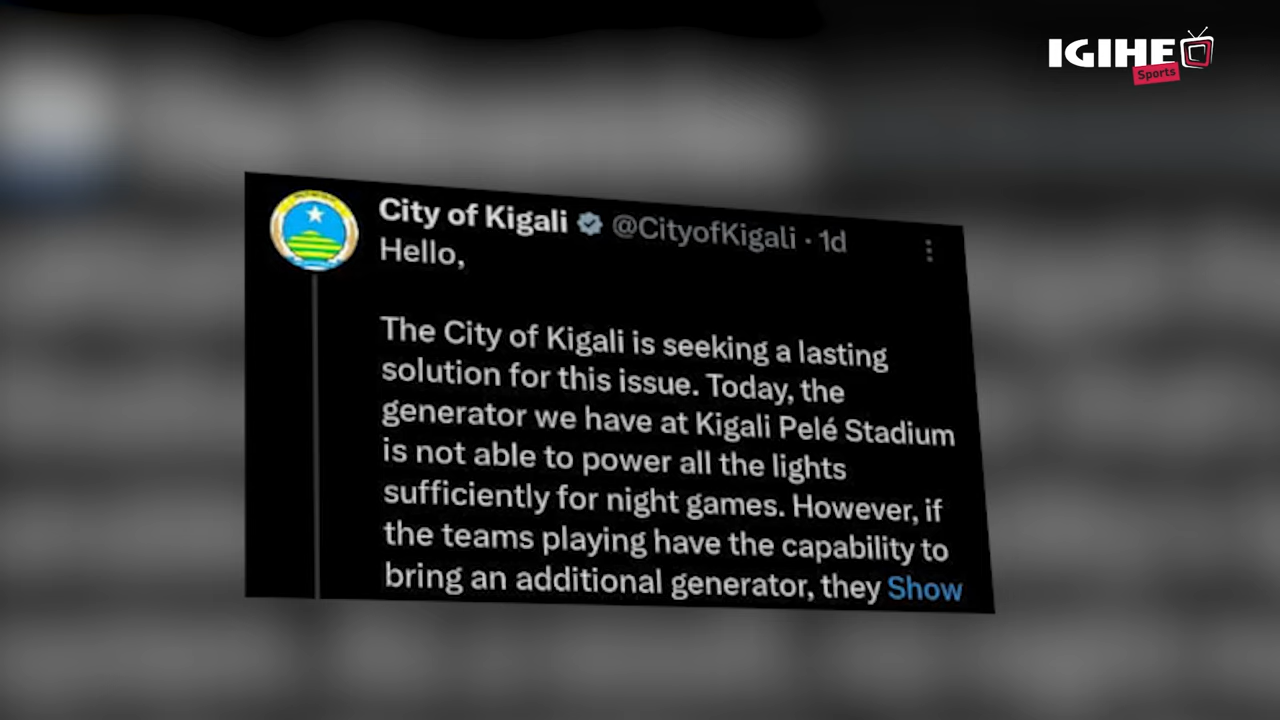 IGIHE
Sports
City of Kigali @CityofKigali · 1d
Hello,
The City of Kigali is seeking a lasting
solution for this issue. Today, the
generator we have at Kigali Pelé Stadium
is not able to power all the lights
sufficiently for night games. However, if
the teams playing have the capability to
bring an additional generator, they Show